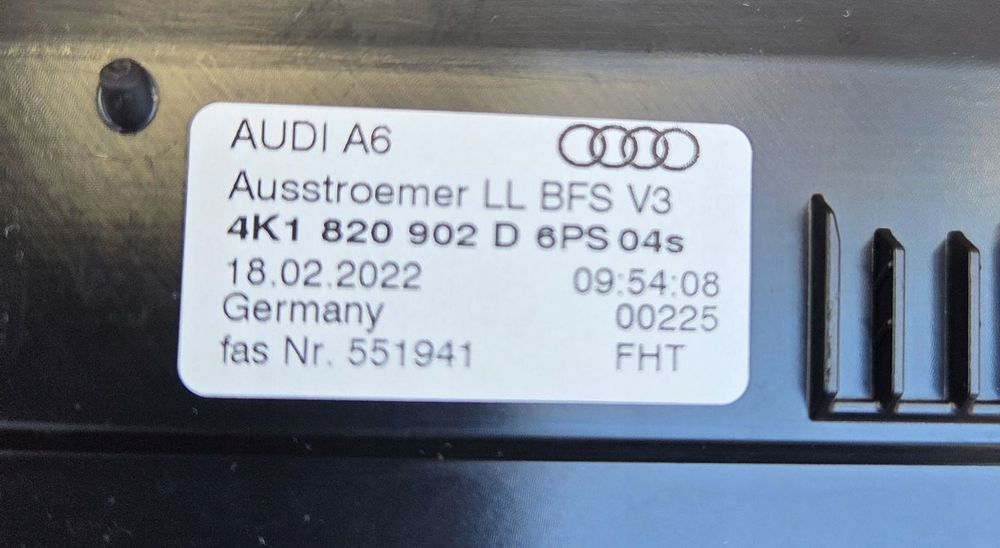 AUDI A6
Ausstroemer LL BFS V3
4K1 820 902 D 6PS 04s
18.02.2022 09:54:08
Germany 00225
fas Nr. 551941 FHT